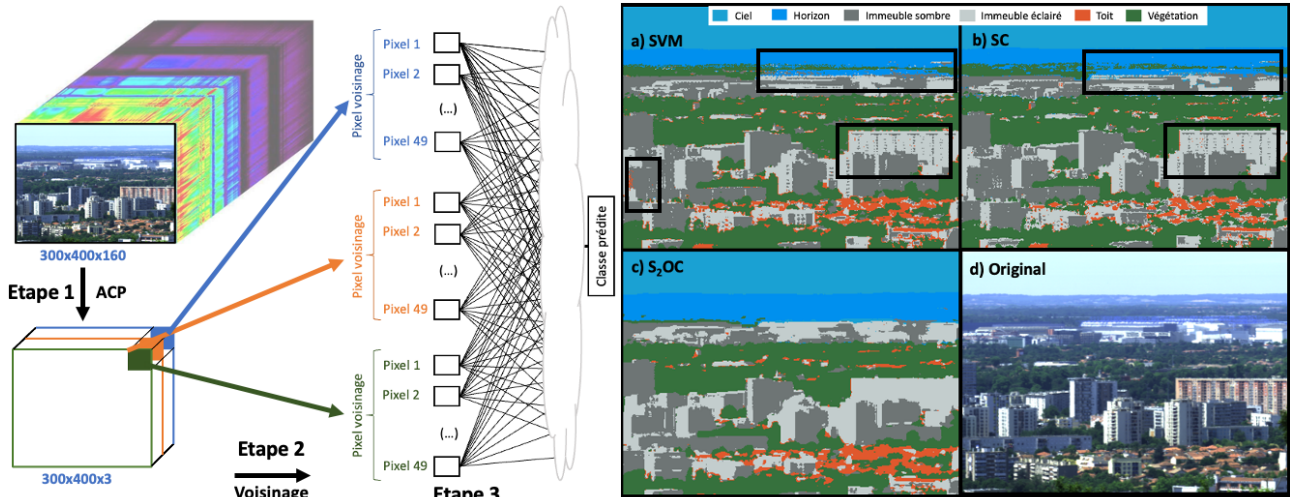 300x400x160
Etape 1
ACP
300x400x3
Etape 2
Voisinage
Pixel voisinage
Pixel 1
Pixel 2
(...)
Pixel 49
Pixel voisinage
Pixel 1
Pixel 2
(...)
Pixel 49
Pixel voisinage
Pixel 1
Pixel 2
(...)
Pixel 49
Etape 3
Classe prédite
Ciel
Horizon
Immeuble sombre
Immeuble éclairé
Toit
Végétation
a) SVM
b) SC
c) S₂OC
d) Original